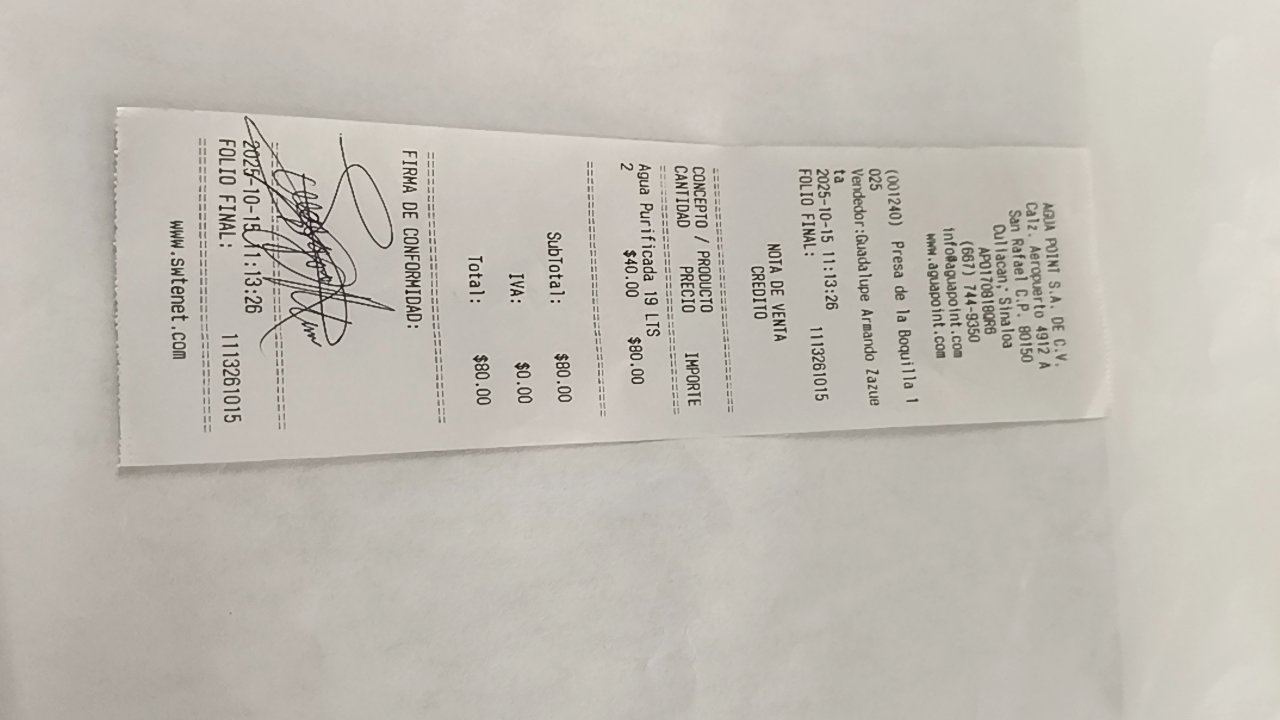 AGUA POINT S.A. DE C.V.
Calz. Aeropuerto 4912 A
San Rafael C.P. 80150
Culiacan; Sinaloa
APO170818QR6
(667) 744-9350
info@aguapoint.com
www.aguapoint.com
(001240) Presa de la Boquilla 1
025
Vendedor:Guadalupe Armando Zazue
ta
2025-10-15 11:13:26
FOLIO FINAL: 1113261015
NOTA DE VENTA
CREDITO
================================
CONCEPTO / PRODUCTO
CANTIDAD PRECIO IMPORTE
================================
Agua Purificada 19 LTS
2 $40.00 $80.00
================================
SubTotal: $80.00
IVA: $0.00
Total: $80.00
================================
FIRMA DE CONFORMIDAD:
================================
2025-10-15 11:13:26
FOLIO FINAL: 1113261015
================================
www.swtenet.com